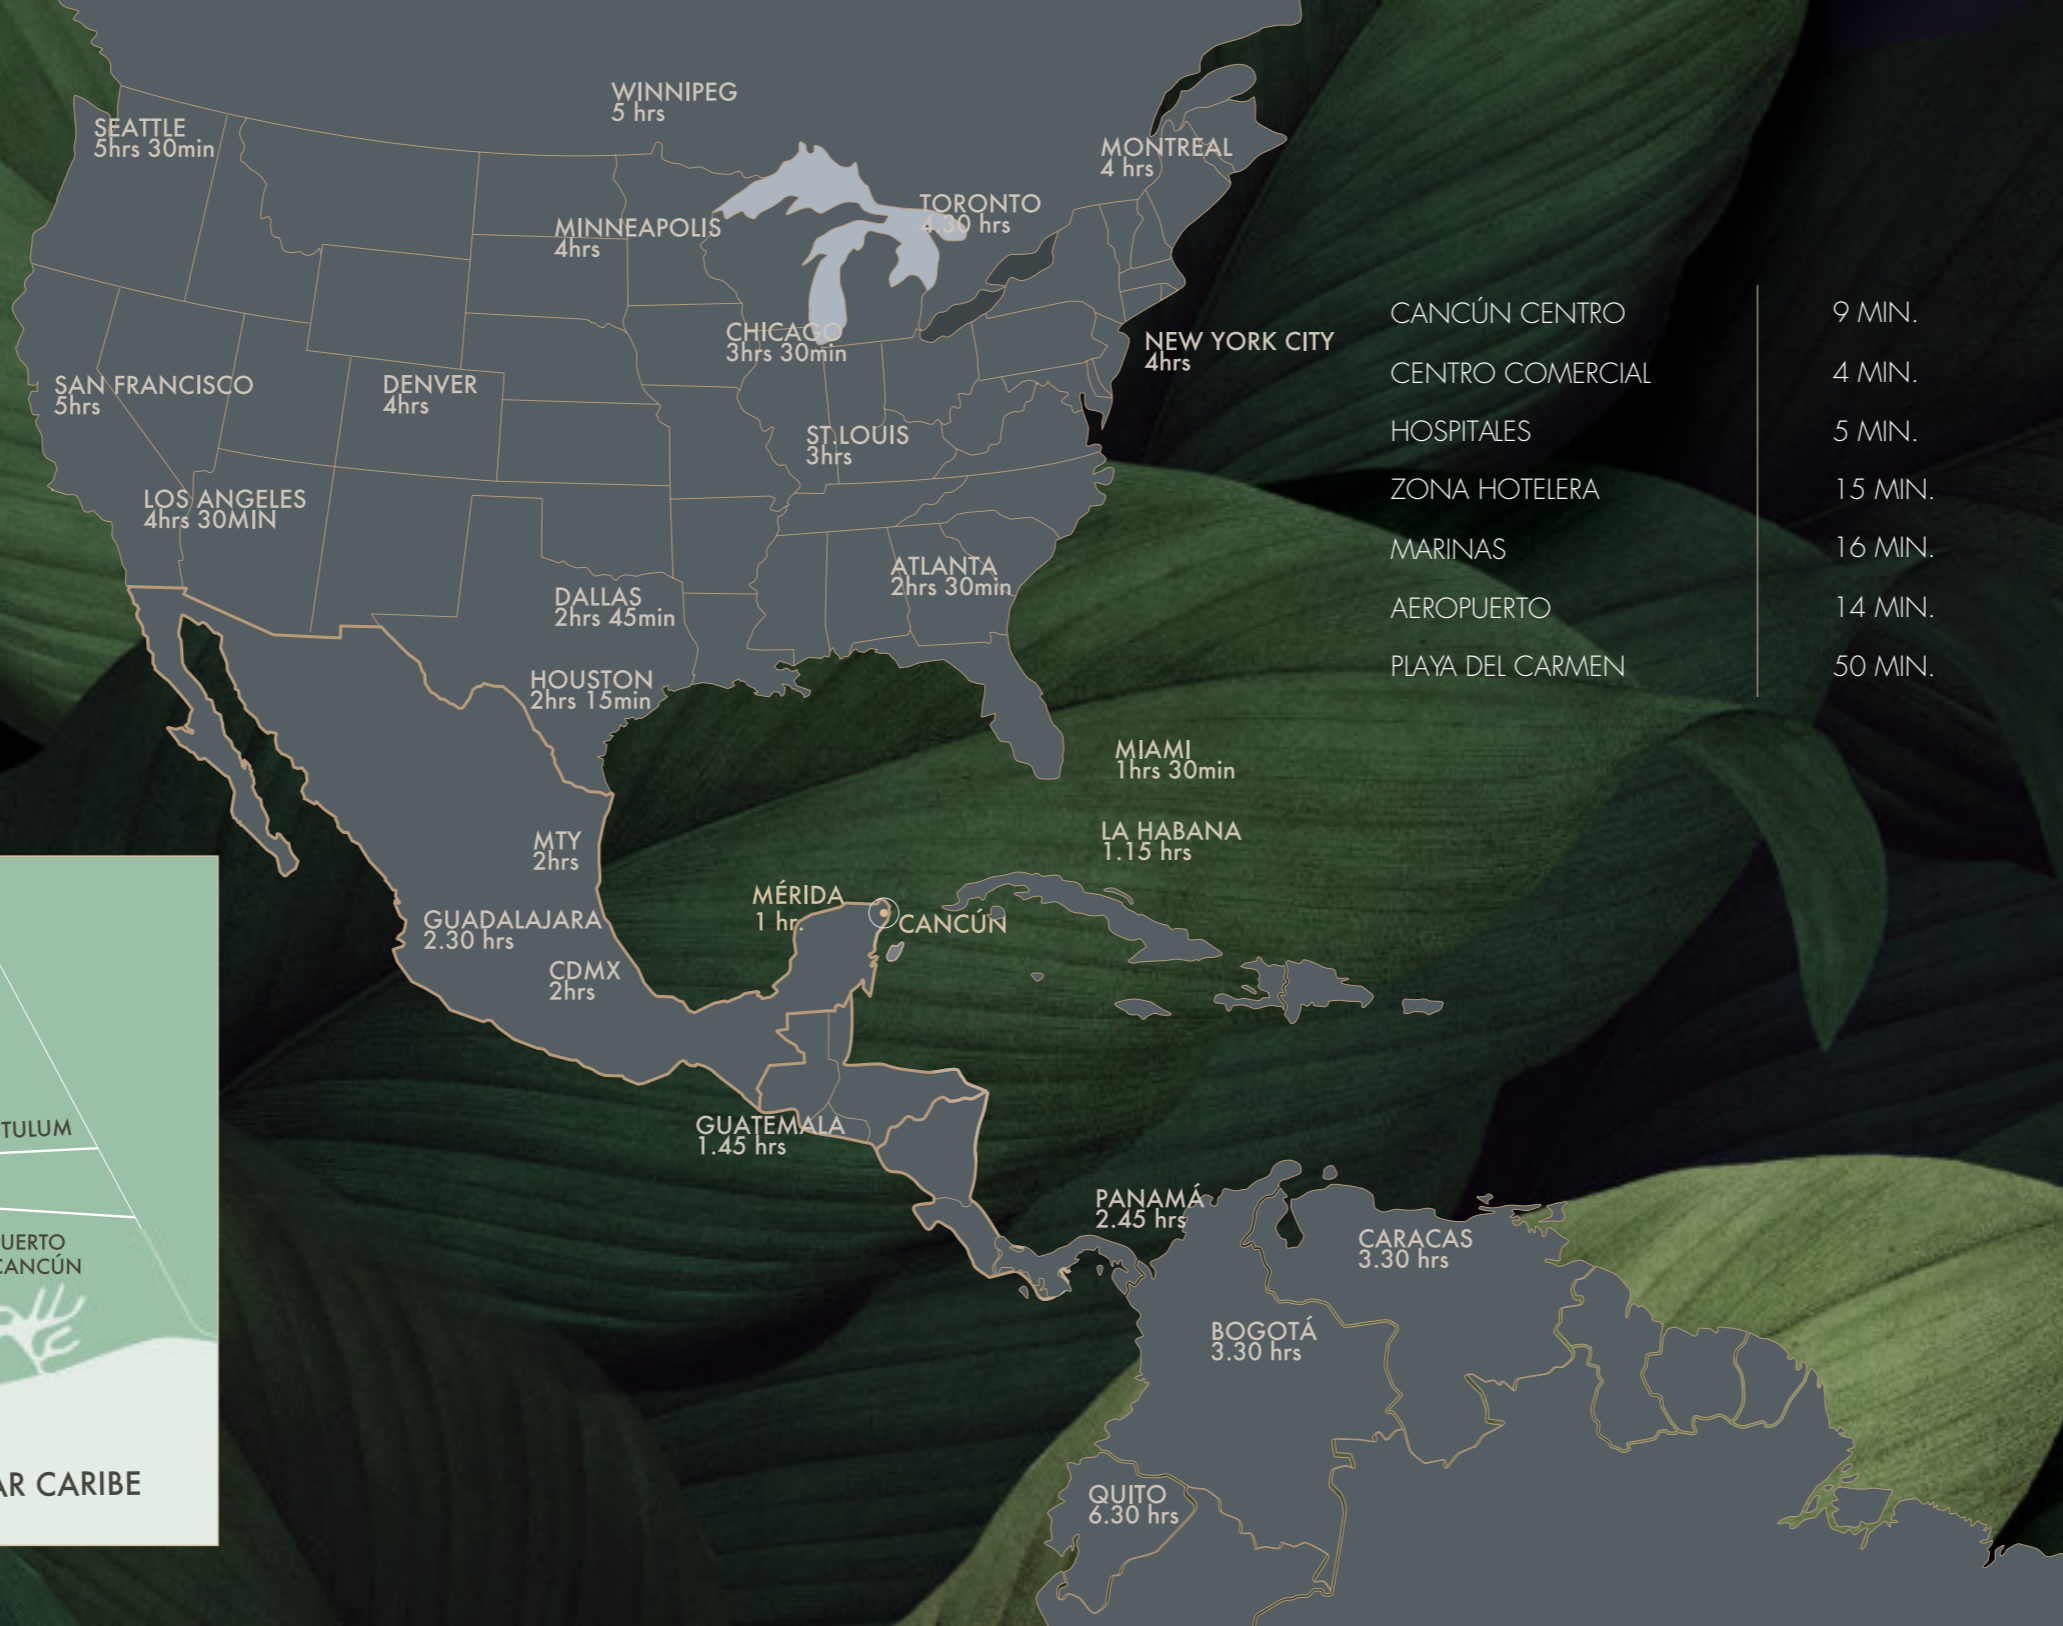 WINNIPEG
5 hrs
SEATTLE
5hrs 30min
MONTREAL
4 hrs
TORONTO
4.30 hrs
MINNEAPOLIS
4hrs
CHICAGO
3hrs 30min
NEW YORK CITY
4hrs
SAN FRANCISCO
5hrs
DENVER
4hrs
ST.LOUIS
3hrs
LOS ANGELES
4hrs 30MIN
ATLANTA
2hrs 30min
DALLAS
2hrs 45min
HOUSTON
2hrs 15min
MIAMI
1hrs 30min
LA HABANA
1.15 hrs
MTY
2hrs
MÉRIDA
1 hr.
CANCÚN
GUADALAJARA
2.30 hrs
CDMX
2hrs
GUATEMALA
1.45 hrs
PANAMÁ
2.45 hrs
CARACAS
3.30 hrs
BOGOTÁ
3.30 hrs
QUITO
6.30 hrs
CANCÚN CENTRO 9 MIN.
CENTRO COMERCIAL 4 MIN.
HOSPITALES 5 MIN.
ZONA HOTELERA 15 MIN.
MARINAS 16 MIN.
AEROPUERTO 14 MIN.
PLAYA DEL CARMEN 50 MIN.
TULUM
UERTO
CANCÚN
AR CARIBE